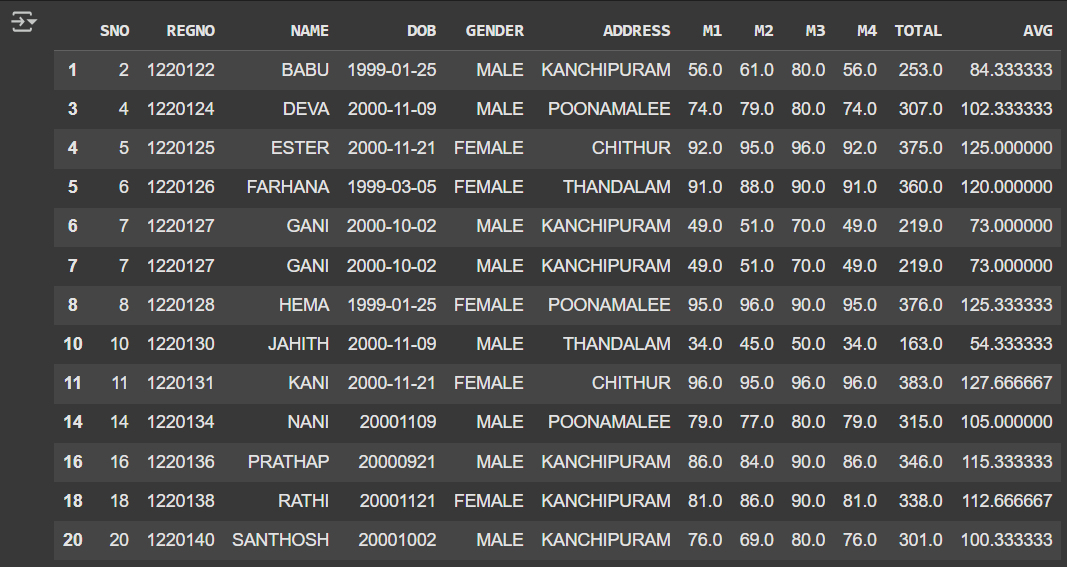 SNO REGNO NAME DOB GENDER ADDRESS M1 M2 M3 M4 TOTAL AVG
1 2 1220122 BABU 1999-01-25 MALE KANCHIPURAM 56.0 61.0 80.0 56.0 253.0 84.333333
3 4 1220124 DEVA 2000-11-09 MALE POONAMALEE 74.0 79.0 80.0 74.0 307.0 102.333333
4 5 1220125 ESTER 2000-11-21 FEMALE CHITHUR 92.0 95.0 96.0 92.0 375.0 125.000000
5 6 1220126 FARHANA 1999-03-05 FEMALE THANDALAM 91.0 88.0 90.0 91.0 360.0 120.000000
6 7 1220127 GANI 2000-10-02 MALE KANCHIPURAM 49.0 51.0 70.0 49.0 219.0 73.000000
7 7 1220127 GANI 2000-10-02 MALE KANCHIPURAM 49.0 51.0 70.0 49.0 219.0 73.000000
8 8 1220128 HEMA 1999-01-25 FEMALE POONAMALEE 95.0 96.0 90.0 95.0 376.0 125.333333
10 10 1220130 JAHITH 2000-11-09 MALE THANDALAM 34.0 45.0 50.0 34.0 163.0 54.333333
11 11 1220131 KANI 2000-11-21 FEMALE CHITHUR 96.0 95.0 96.0 96.0 383.0 127.666667
14 14 1220134 NANI 20001109 MALE POONAMALEE 79.0 77.0 80.0 79.0 315.0 105.000000
16 16 1220136 PRATHAP 20000921 MALE KANCHIPURAM 86.0 84.0 90.0 86.0 346.0 115.333333
18 18 1220138 RATHI 20001121 FEMALE KANCHIPURAM 81.0 86.0 90.0 81.0 338.0 112.666667
20 20 1220140 SANTHOSH 20001002 MALE KANCHIPURAM 76.0 69.0 80.0 76.0 301.0 100.333333